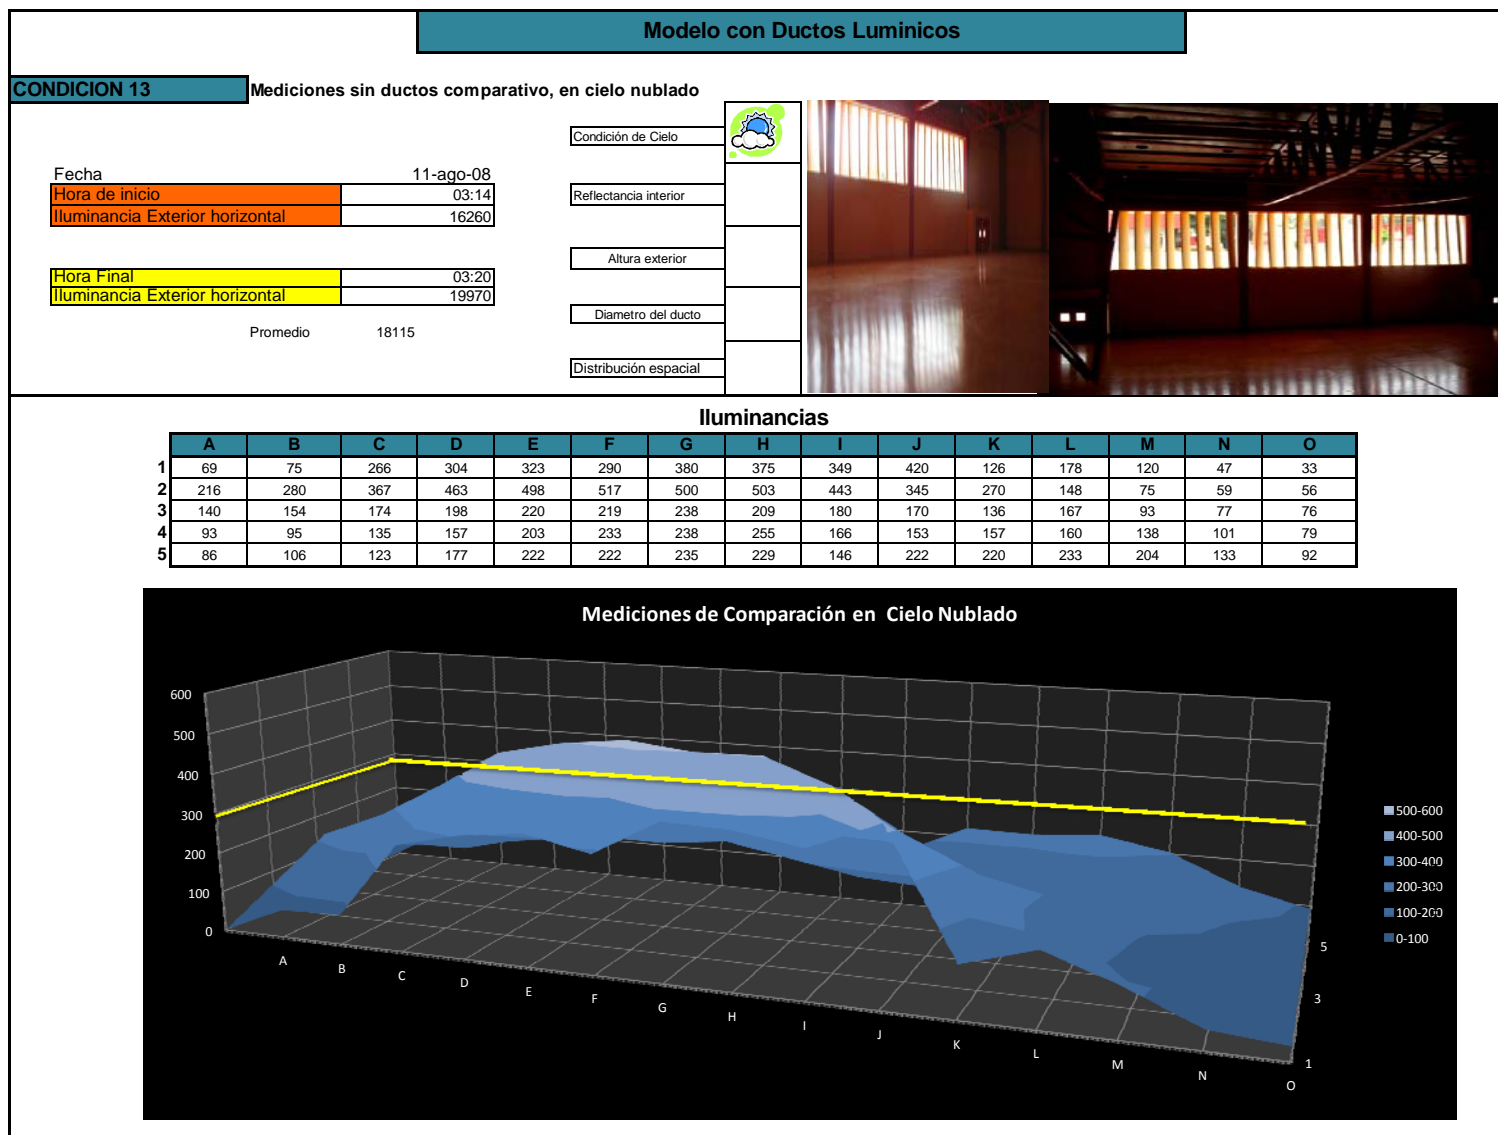 Modelo con Ductos Luminicos
CONDICION 13 Mediciones sin ductos comparativo, en cielo nublado
Condición de Cielo
Fecha 11-ago-08
Hora de inicio 03:14
Iluminancia Exterior horizontal 16260
Reflectancia interior
Altura exterior
Hora Final 03:20
Iluminancia Exterior horizontal 19970
Diametro del ducto
Promedio 18115
Distribución espacial
Iluminancias
A B C D E F G H I J K L M N O
1 69 75 266 304 323 290 380 375 349 420 126 178 120 47 33
2 216 280 367 463 498 517 500 503 443 345 270 148 75 59 56
3 140 154 174 198 220 219 238 209 180 170 136 167 93 77 76
4 93 95 135 157 203 233 238 255 166 153 157 160 138 101 79
5 86 106 123 177 222 222 235 229 146 222 220 233 204 133 92
Mediciones de Comparación en Cielo Nublado
600
500
400
300
200
100
0
A B C D E F G H I J K L M N O
5
3
1
500-600
400-500
300-400
200-300
100-200
0-100